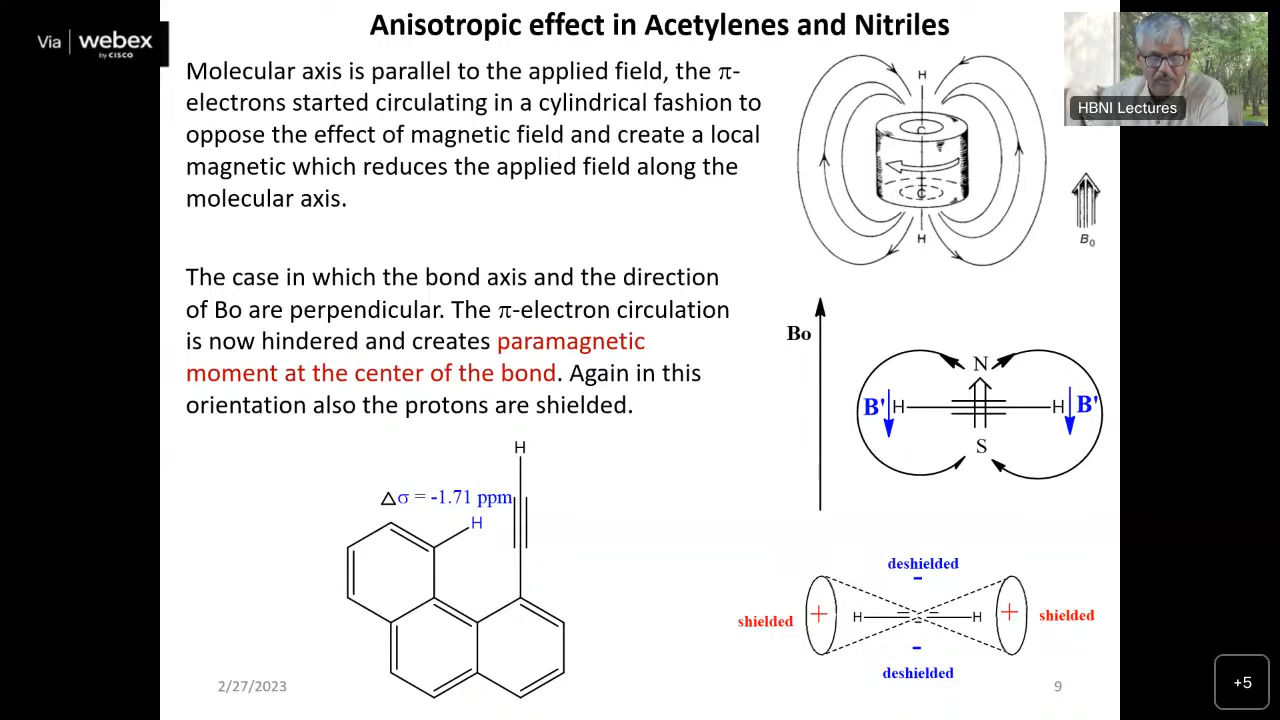 Via webex
by CISCO
Anisotropic effect in Acetylenes and Nitriles
HBNI Lectures
Molecular axis is parallel to the applied field, the π-
electrons started circulating in a cylindrical fashion to
oppose the effect of magnetic field and create a local
magnetic which reduces the applied field along the
molecular axis.
H
C
C
H
B0
The case in which the bond axis and the direction
of Bo are perpendicular. The π-electron circulation
is now hindered and creates paramagnetic
moment at the center of the bond. Again in this
orientation also the protons are shielded.
Bo
N
B' H H B'
S
H
△σ = -1.71 ppm
H
deshielded
-
shielded + H H + shielded
-
deshielded
2/27/2023
9
+5